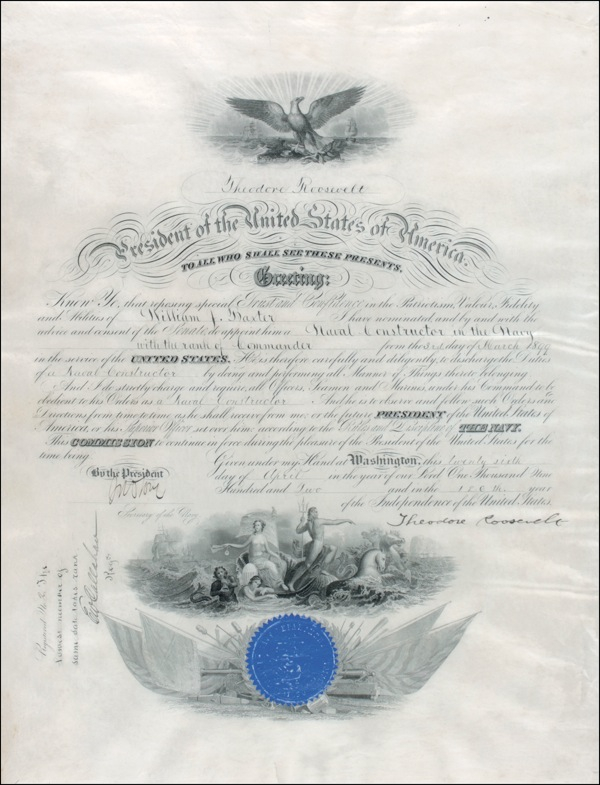 Theodore Roosevelt
President of the United States of America.
TO ALL WHO SHALL SEE THESE PRESENTS,
Greeting:
Know Ye, that reposing special Trust and Confidence in the Patriotism, Valour, Fidelity
and Abilities of William J. Baxter I have nominated and by and with the
advice and consent of the Senate do appoint him a Naval Constructor in the Navy
with the rank of Commander from the 3rd day of March 1899
in the service of the UNITED STATES. He is therefore carefully and diligently to discharge the Duties
of a Naval Constructor by doing and performing all Manner of Things thereto belonging
And I do strictly charge and require all Officers, Seamen and Marines, under his Command to be
obedient to his Orders as a Naval Constructor And he is to observe and follow such Orders and
Directions from time to time as he shall receive from me, or the future PRESIDENT of the United States of
America, or his Superior Officer set over him, according to the Rules and Discipline of THE NAVY.
This COMMISSION to continue in force during the pleasure of the President of the United States for the
time being.
Given under my Hand at Washington, this twenty sixth
day of April in the year of our Lord One Thousand Nine
Hundred and Two and in the 126th year
of the Independence of the United States.
By the President
Secretary of the Navy.
Theodore Roosevelt